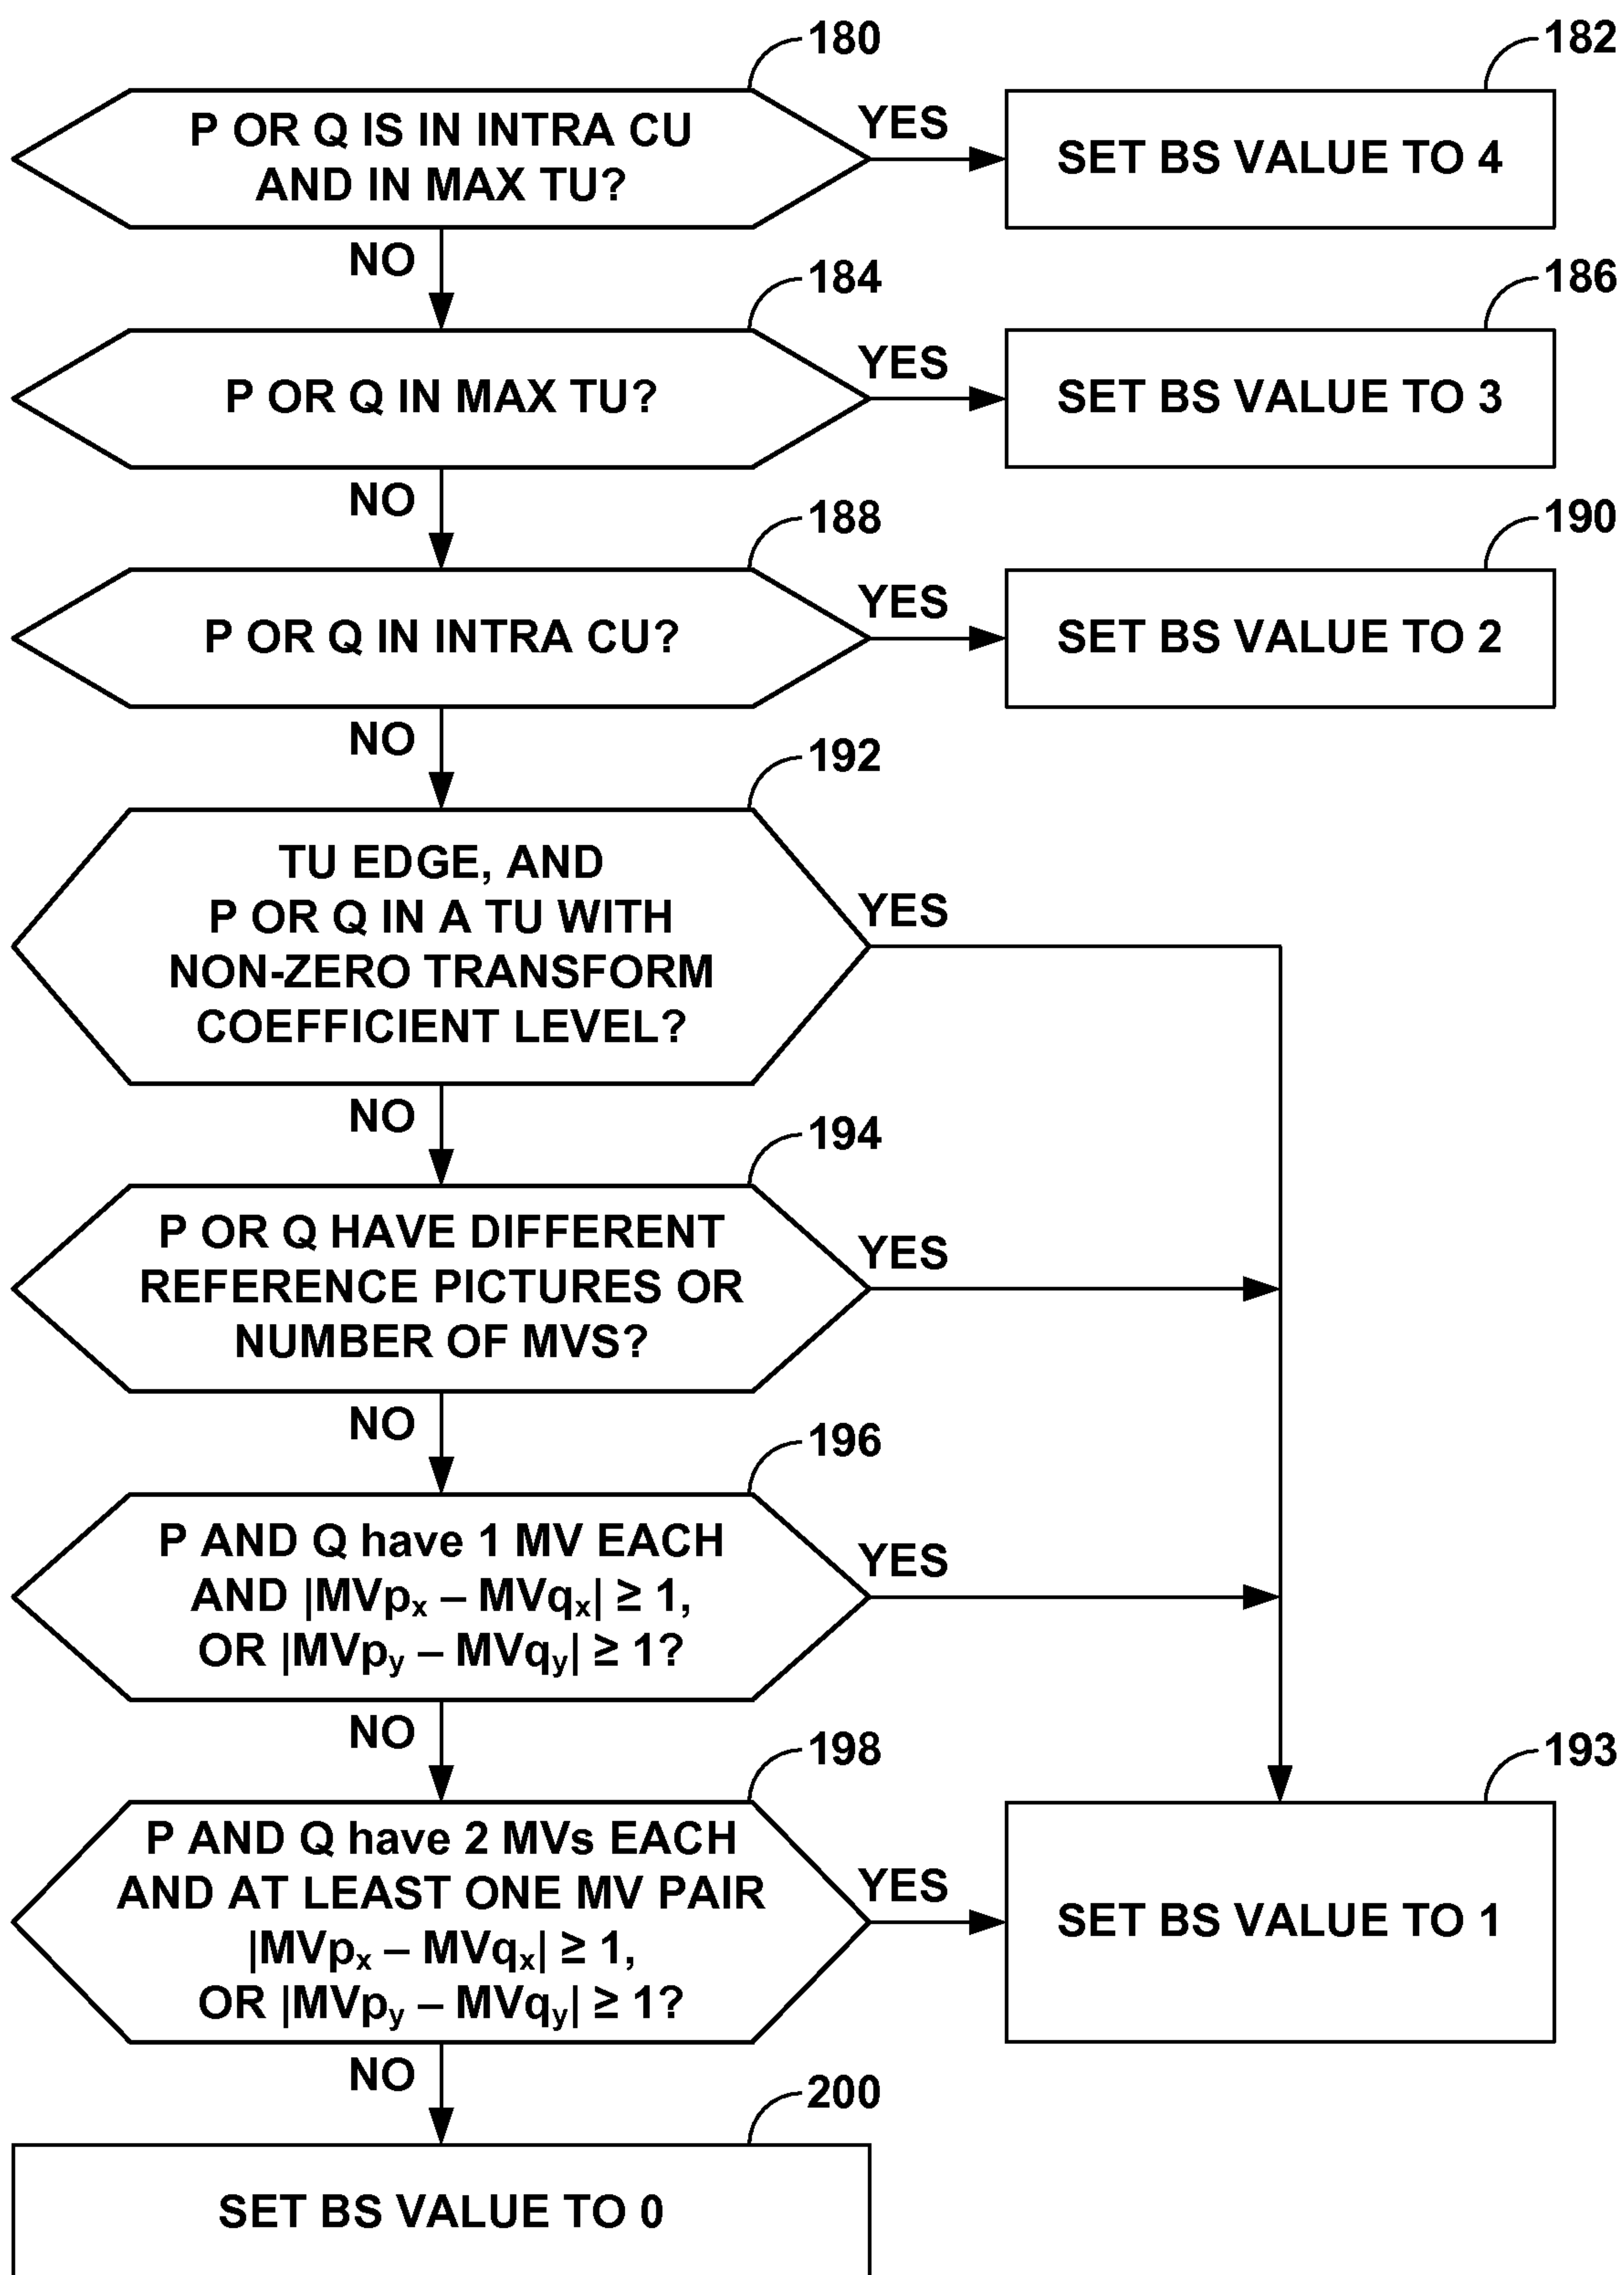 180
182
P OR Q IS IN INTRA CU
AND IN MAX TU?
YES
SET BS VALUE TO 4
NO
184
186
P OR Q IN MAX TU?
YES
SET BS VALUE TO 3
NO
188
190
P OR Q IN INTRA CU?
YES
SET BS VALUE TO 2
NO
192
TU EDGE, AND
P OR Q IN A TU WITH
NON-ZERO TRANSFORM
COEFFICIENT LEVEL?
YES
NO
194
P OR Q HAVE DIFFERENT
REFERENCE PICTURES OR
NUMBER OF MVS?
YES
NO
196
P AND Q have 1 MV EACH
AND |MVpₓ – MVqₓ| ≥ 1,
OR |MVp_y – MVq_y| ≥ 1?
YES
NO
198
193
P AND Q have 2 MVs EACH
AND AT LEAST ONE MV PAIR
|MVpₓ – MVqₓ| ≥ 1,
OR |MVp_y – MVq_y| ≥ 1?
YES
SET BS VALUE TO 1
NO
200
SET BS VALUE TO 0